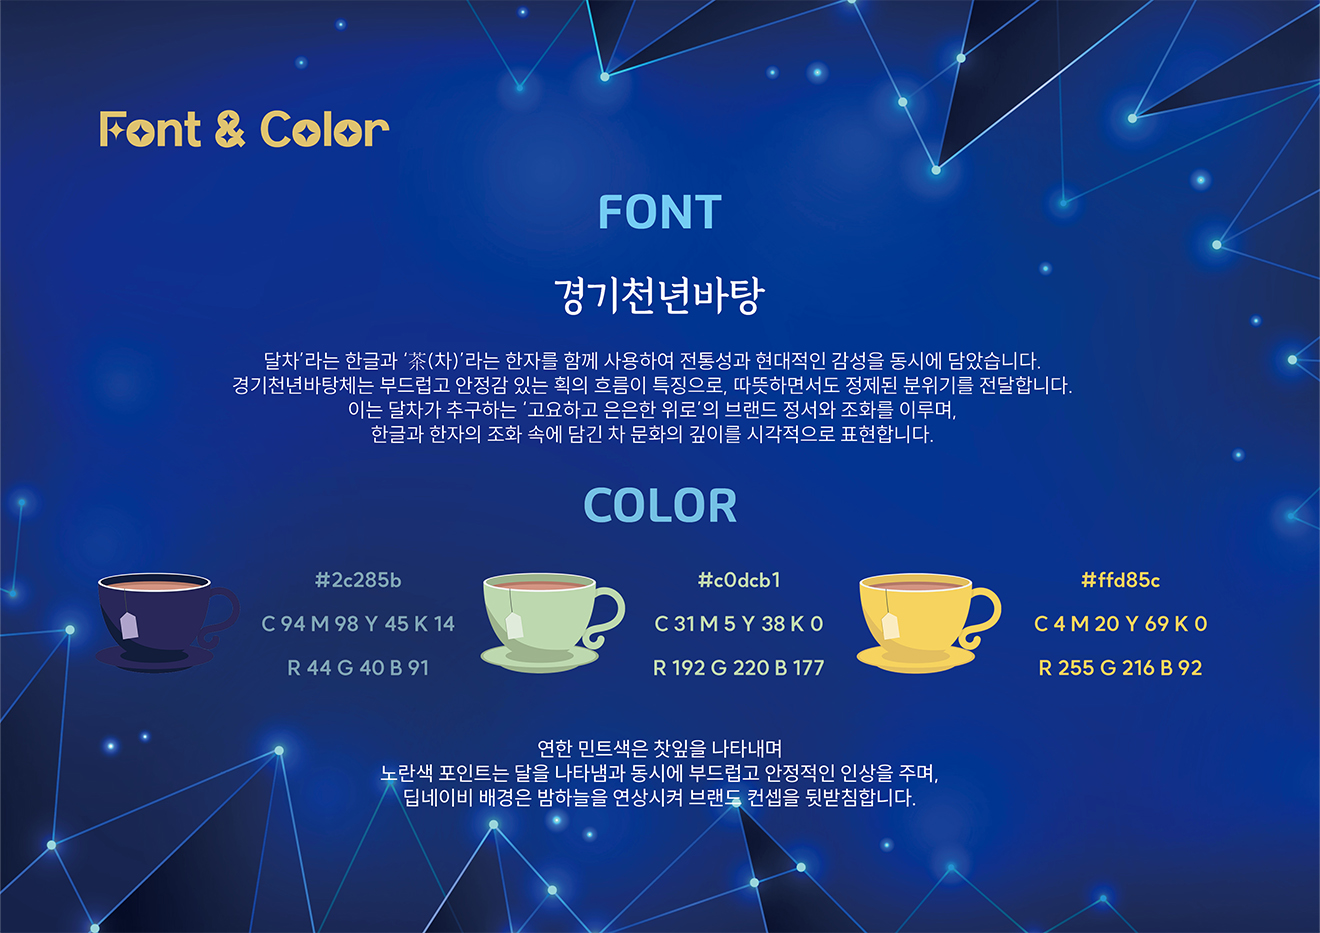 Font & Color
FONT
경기천년바탕
달차’라는 한글과 ‘茶(차)’라는 한자를 함께 사용하여 전통성과 현대적인 감성을 동시에 담았습니다.
경기천년바탕체는 부드럽고 안정감 있는 획의 흐름이 특징으로, 따뜻하면서도 정제된 분위기를 전달합니다.
이는 달차가 추구하는 ‘고요하고 은은한 위로’의 브랜드 정서와 조화를 이루며,
한글과 한자의 조화 속에 담긴 차 문화의 깊이를 시각적으로 표현합니다.
COLOR
#2c285b
C 94 M 98 Y 45 K 14
R 44 G 40 B 91
#c0dcb1
C 31 M 5 Y 38 K 0
R 192 G 220 B 177
#ffd85c
C 4 M 20 Y 69 K 0
R 255 G 216 B 92
연한 민트색은 찻잎을 나타내며
노란색 포인트는 달을 나타냄과 동시에 부드럽고 안정적인 인상을 주며,
딥네이비 배경은 밤하늘을 연상시켜 브랜드 컨셉을 뒷받침합니다.